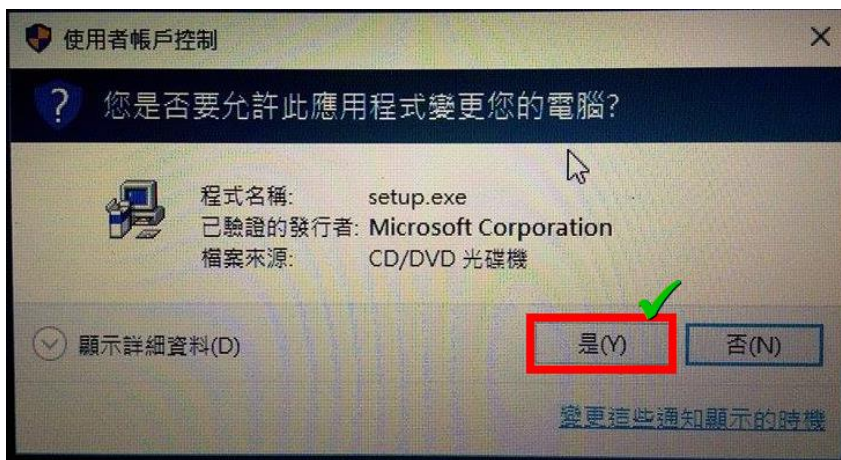 使用者帳戶控制
您是否要允許此應用程式變更您的電腦?
程式名稱: setup.exe
已驗證的發行者: Microsoft Corporation
檔案來源: CD/DVD 光碟機
顯示詳細資料(D)
是(Y)
否(N)
變更這些通知顯示的時機